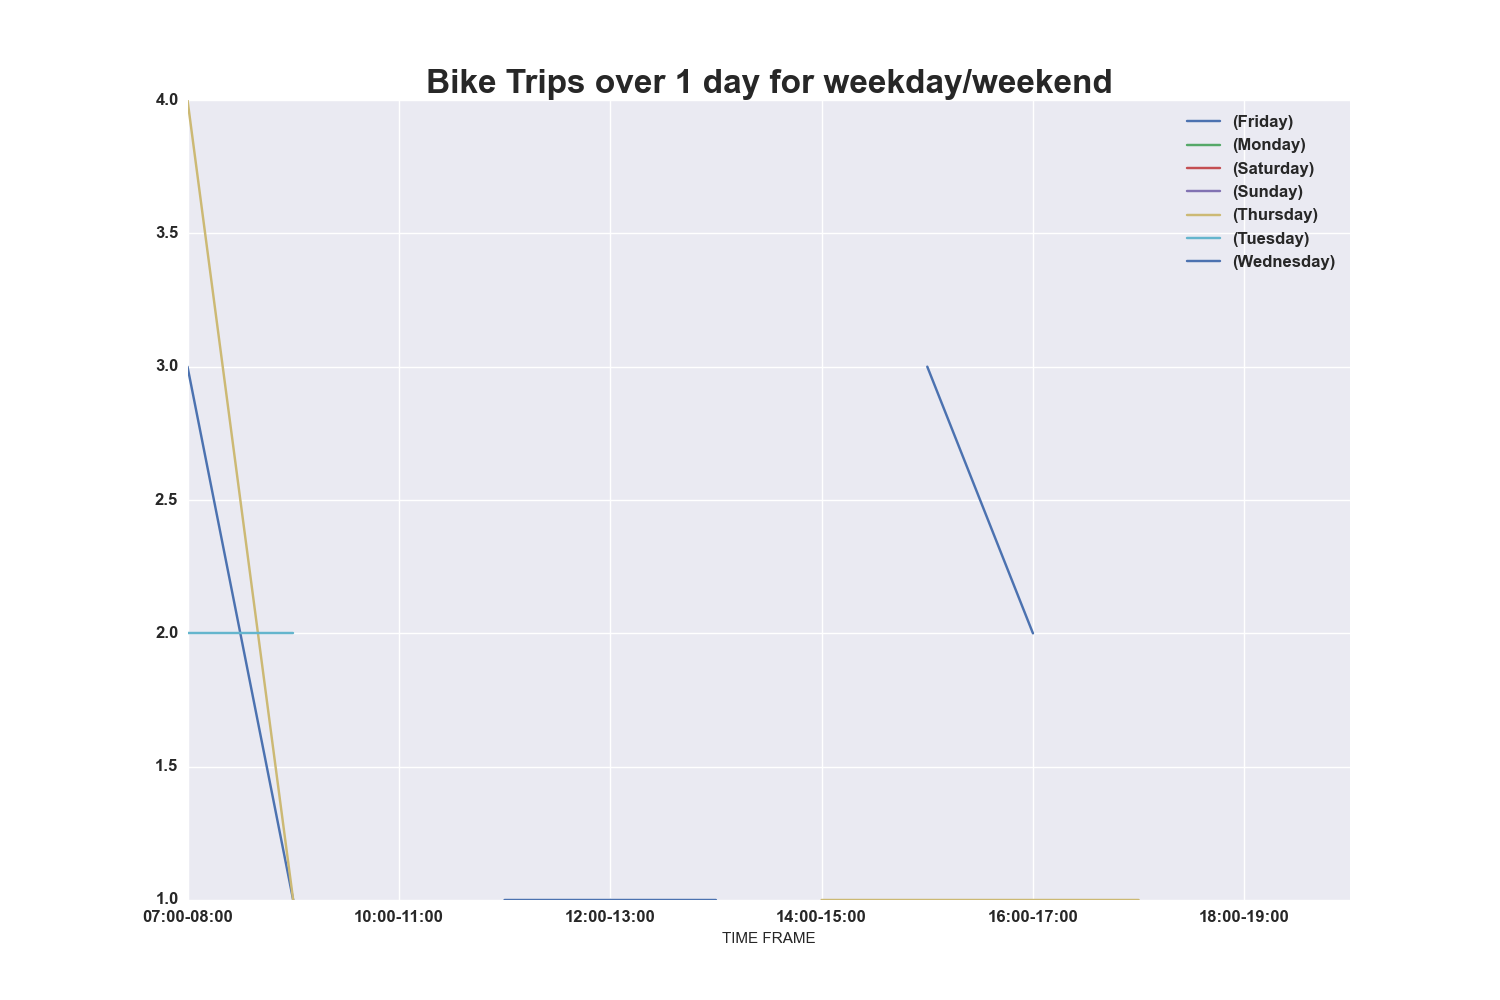 Bike Trips over 1 day for weekday/weekend
4.0
3.5
3.0
2.5
2.0
1.5
1.0
(Friday)
(Monday)
(Saturday)
(Sunday)
(Thursday)
(Tuesday)
(Wednesday)
07:00-08:00 10:00-11:00 12:00-13:00 14:00-15:00 16:00-17:00 18:00-19:00
TIME FRAME